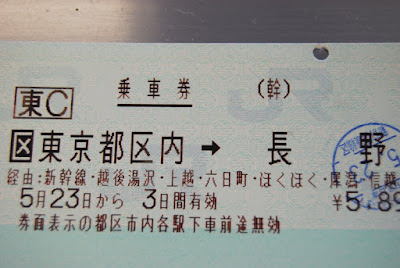 乗車券 (幹)
東C
区東京都区内 → 長野
経由:新幹線・越後湯沢・上越・六日町・ほくほく・犀潟・信越
5月23日から 3日間有効 ¥5,89
券面表示の都区市内各駅下車前途無効